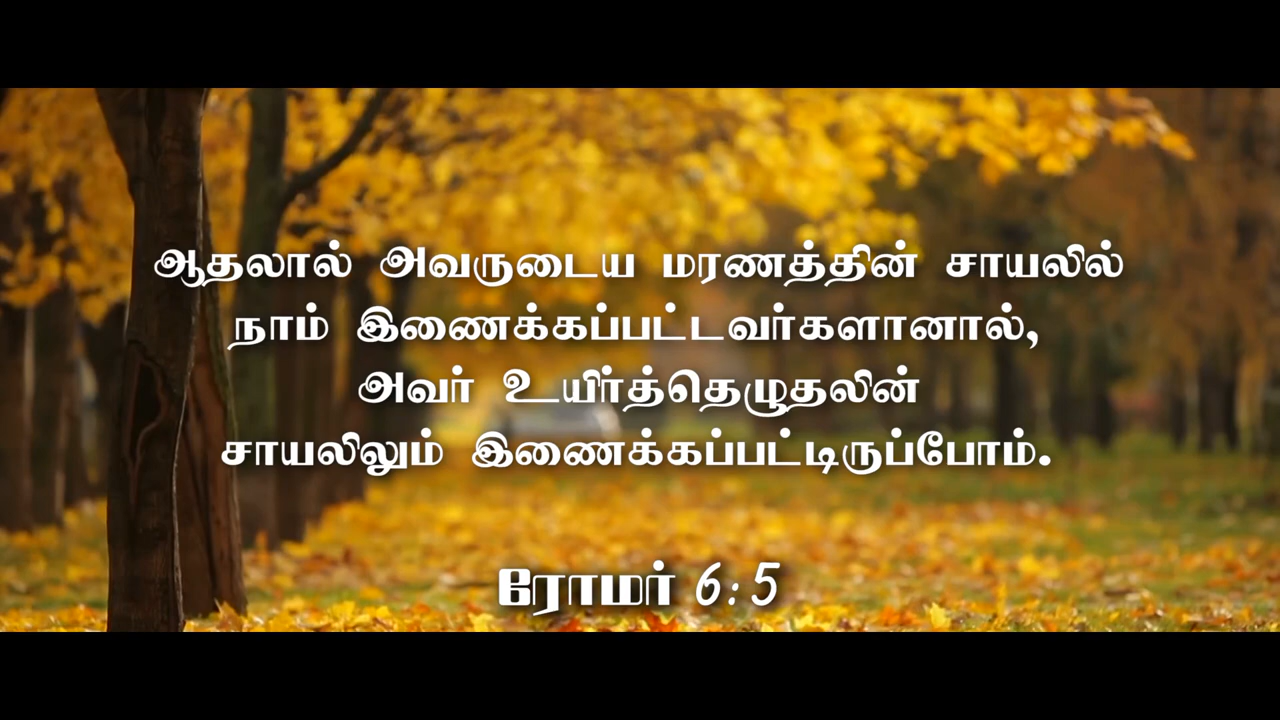 ஆதலால் அவருடைய மரணத்தின் சாயலில்
நாம் இணைக்கப்பட்டவர்களானால்,
அவர் உயிர்த்தெழுதலின்
சாயலிலும் இணைக்கப்பட்டிருப்போம்.
ரோமர் 6:5